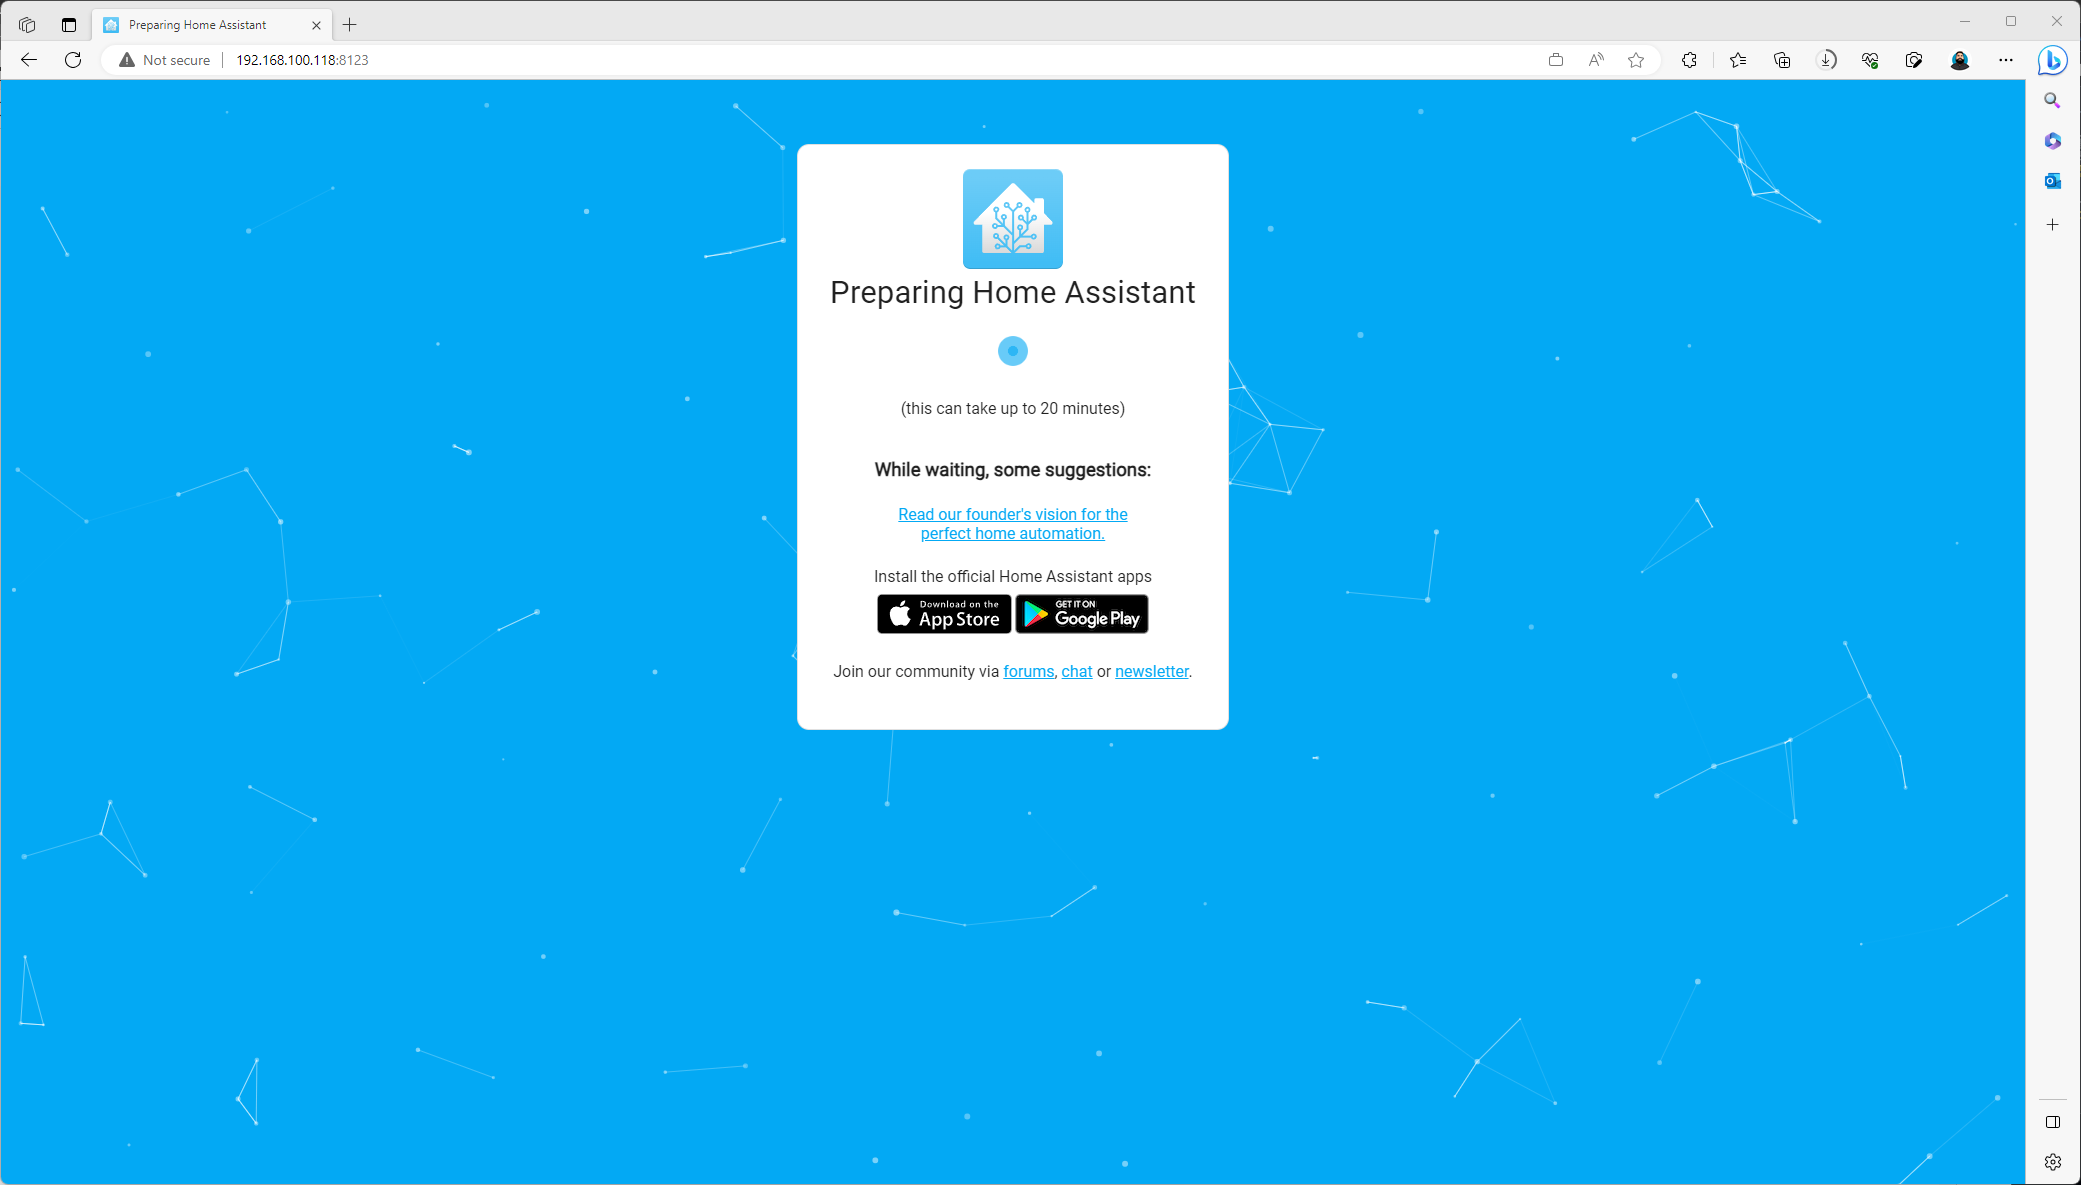 Preparing Home Assistant
Not secure
192.168.100.118:8123
Preparing Home Assistant
(this can take up to 20 minutes)
While waiting, some suggestions:
Read our founder's vision for the
perfect home automation.
Install the official Home Assistant apps
Download on the
App Store
GET IT ON
Google Play
Join our community via forums, chat or newsletter.